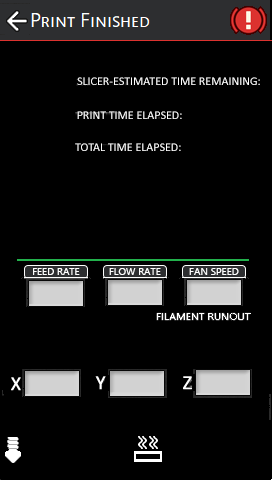 Print Finished
SLICER-ESTIMATED TIME REMAINING:
PRINT TIME ELAPSED:
TOTAL TIME ELAPSED:
FEED RATE FLOW RATE FAN SPEED
FILAMENT RUNOUT
X Y Z